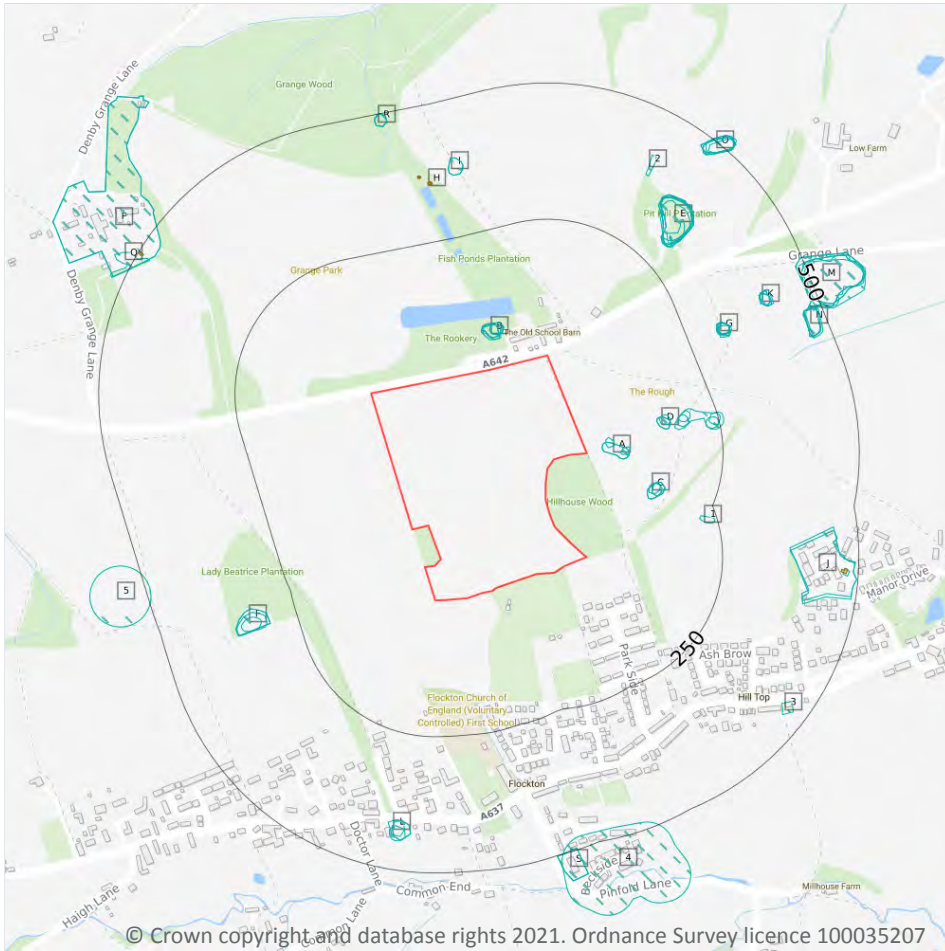 Grange Wood
Denby Grange Lane
R
I
H
2
O
Low Farm
P
Q
E
Pit Hill Plantation
Grange Lane
Fish Ponds Plantation
Grange Park
M
500
K
N
G
Denby Grange Lane
B
The Old School Barn
The Rookery
A642
The Rough
D
A
C
Hillhouse Wood
1
Lady Beatrice Plantation
5
J
Manor Drive
Park Side
Ash Brow
250
Hill Top
3
Flockton Church of
England (Voluntary
Controlled) First School
Flockton
A637
Doctor Lane
S
4
Beckside
Pinfold Lane
Common End
Millhouse Farm
Haigh Lane
Common Lane
© Crown copyright and database rights 2021. Ordnance Survey licence 100035207